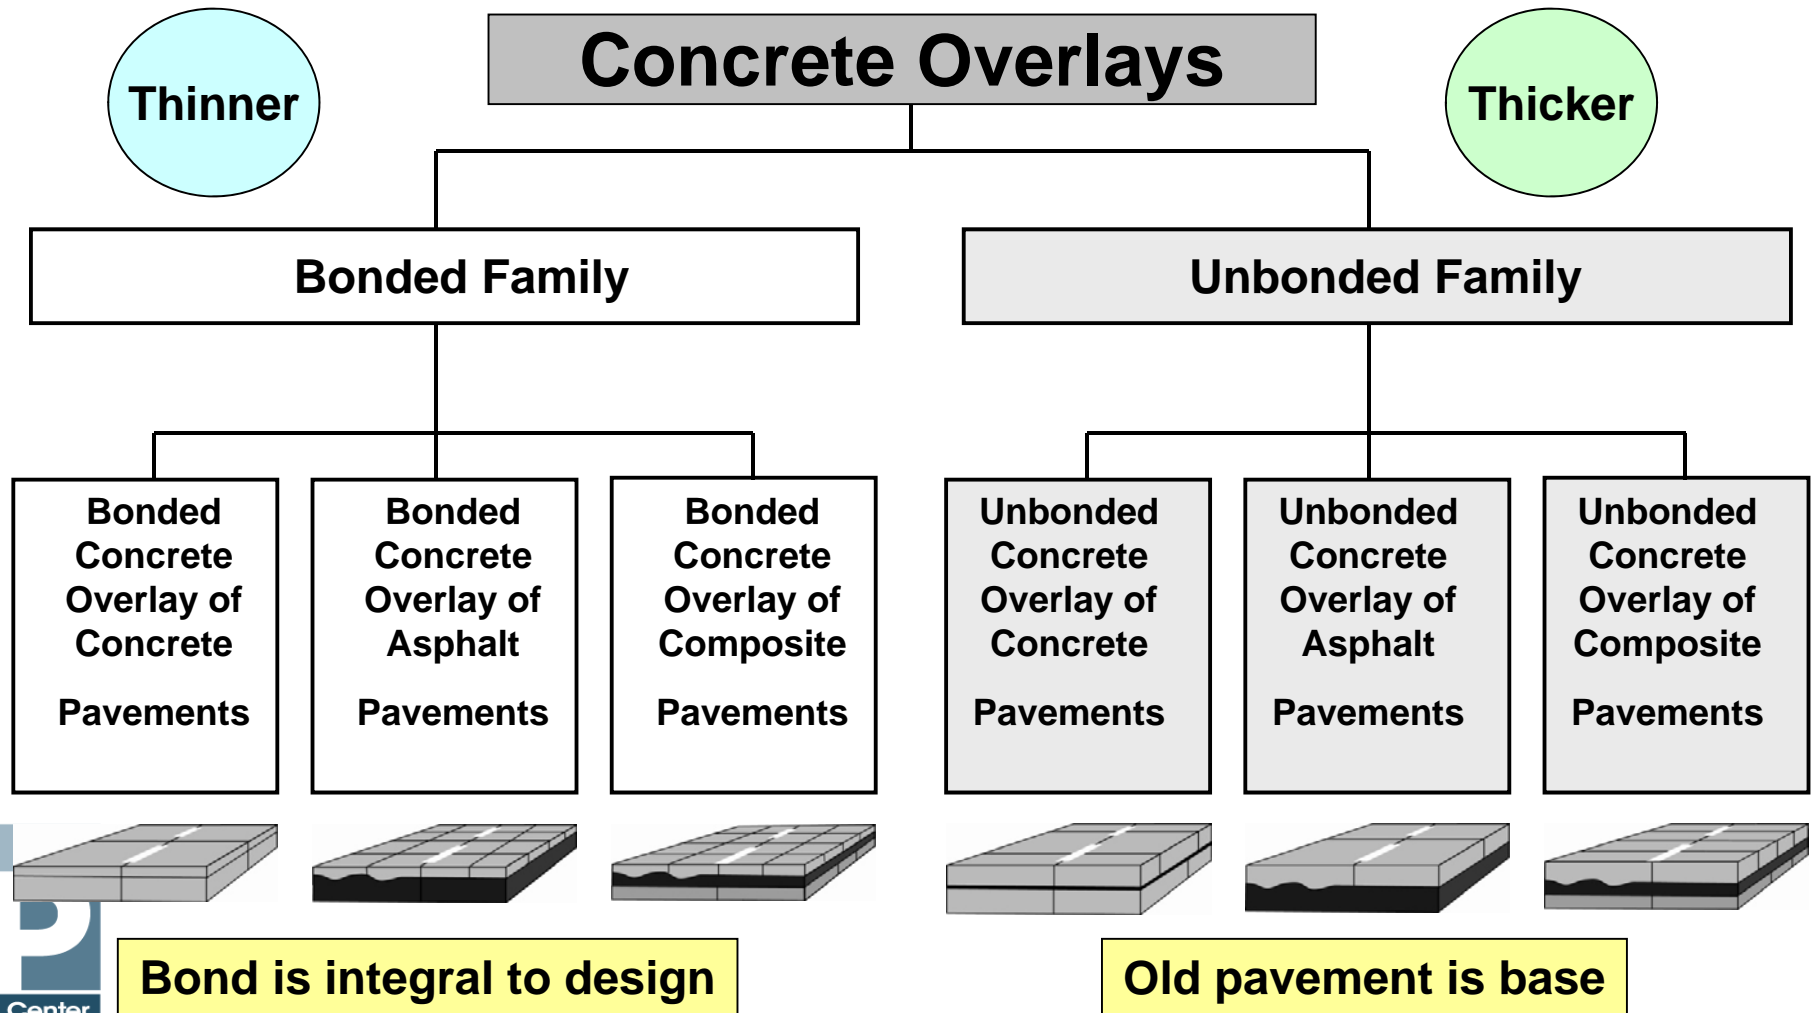 Concrete Overlays
Thinner
Thicker
Bonded Family
Unbonded Family
Bonded
Concrete
Overlay of
Concrete
Pavements
Bonded
Concrete
Overlay of
Asphalt
Pavements
Bonded
Concrete
Overlay of
Composite
Pavements
Unbonded
Concrete
Overlay of
Concrete
Pavements
Unbonded
Concrete
Overlay of
Asphalt
Pavements
Unbonded
Concrete
Overlay of
Composite
Pavements
Bond is integral to design
Old pavement is base
Center